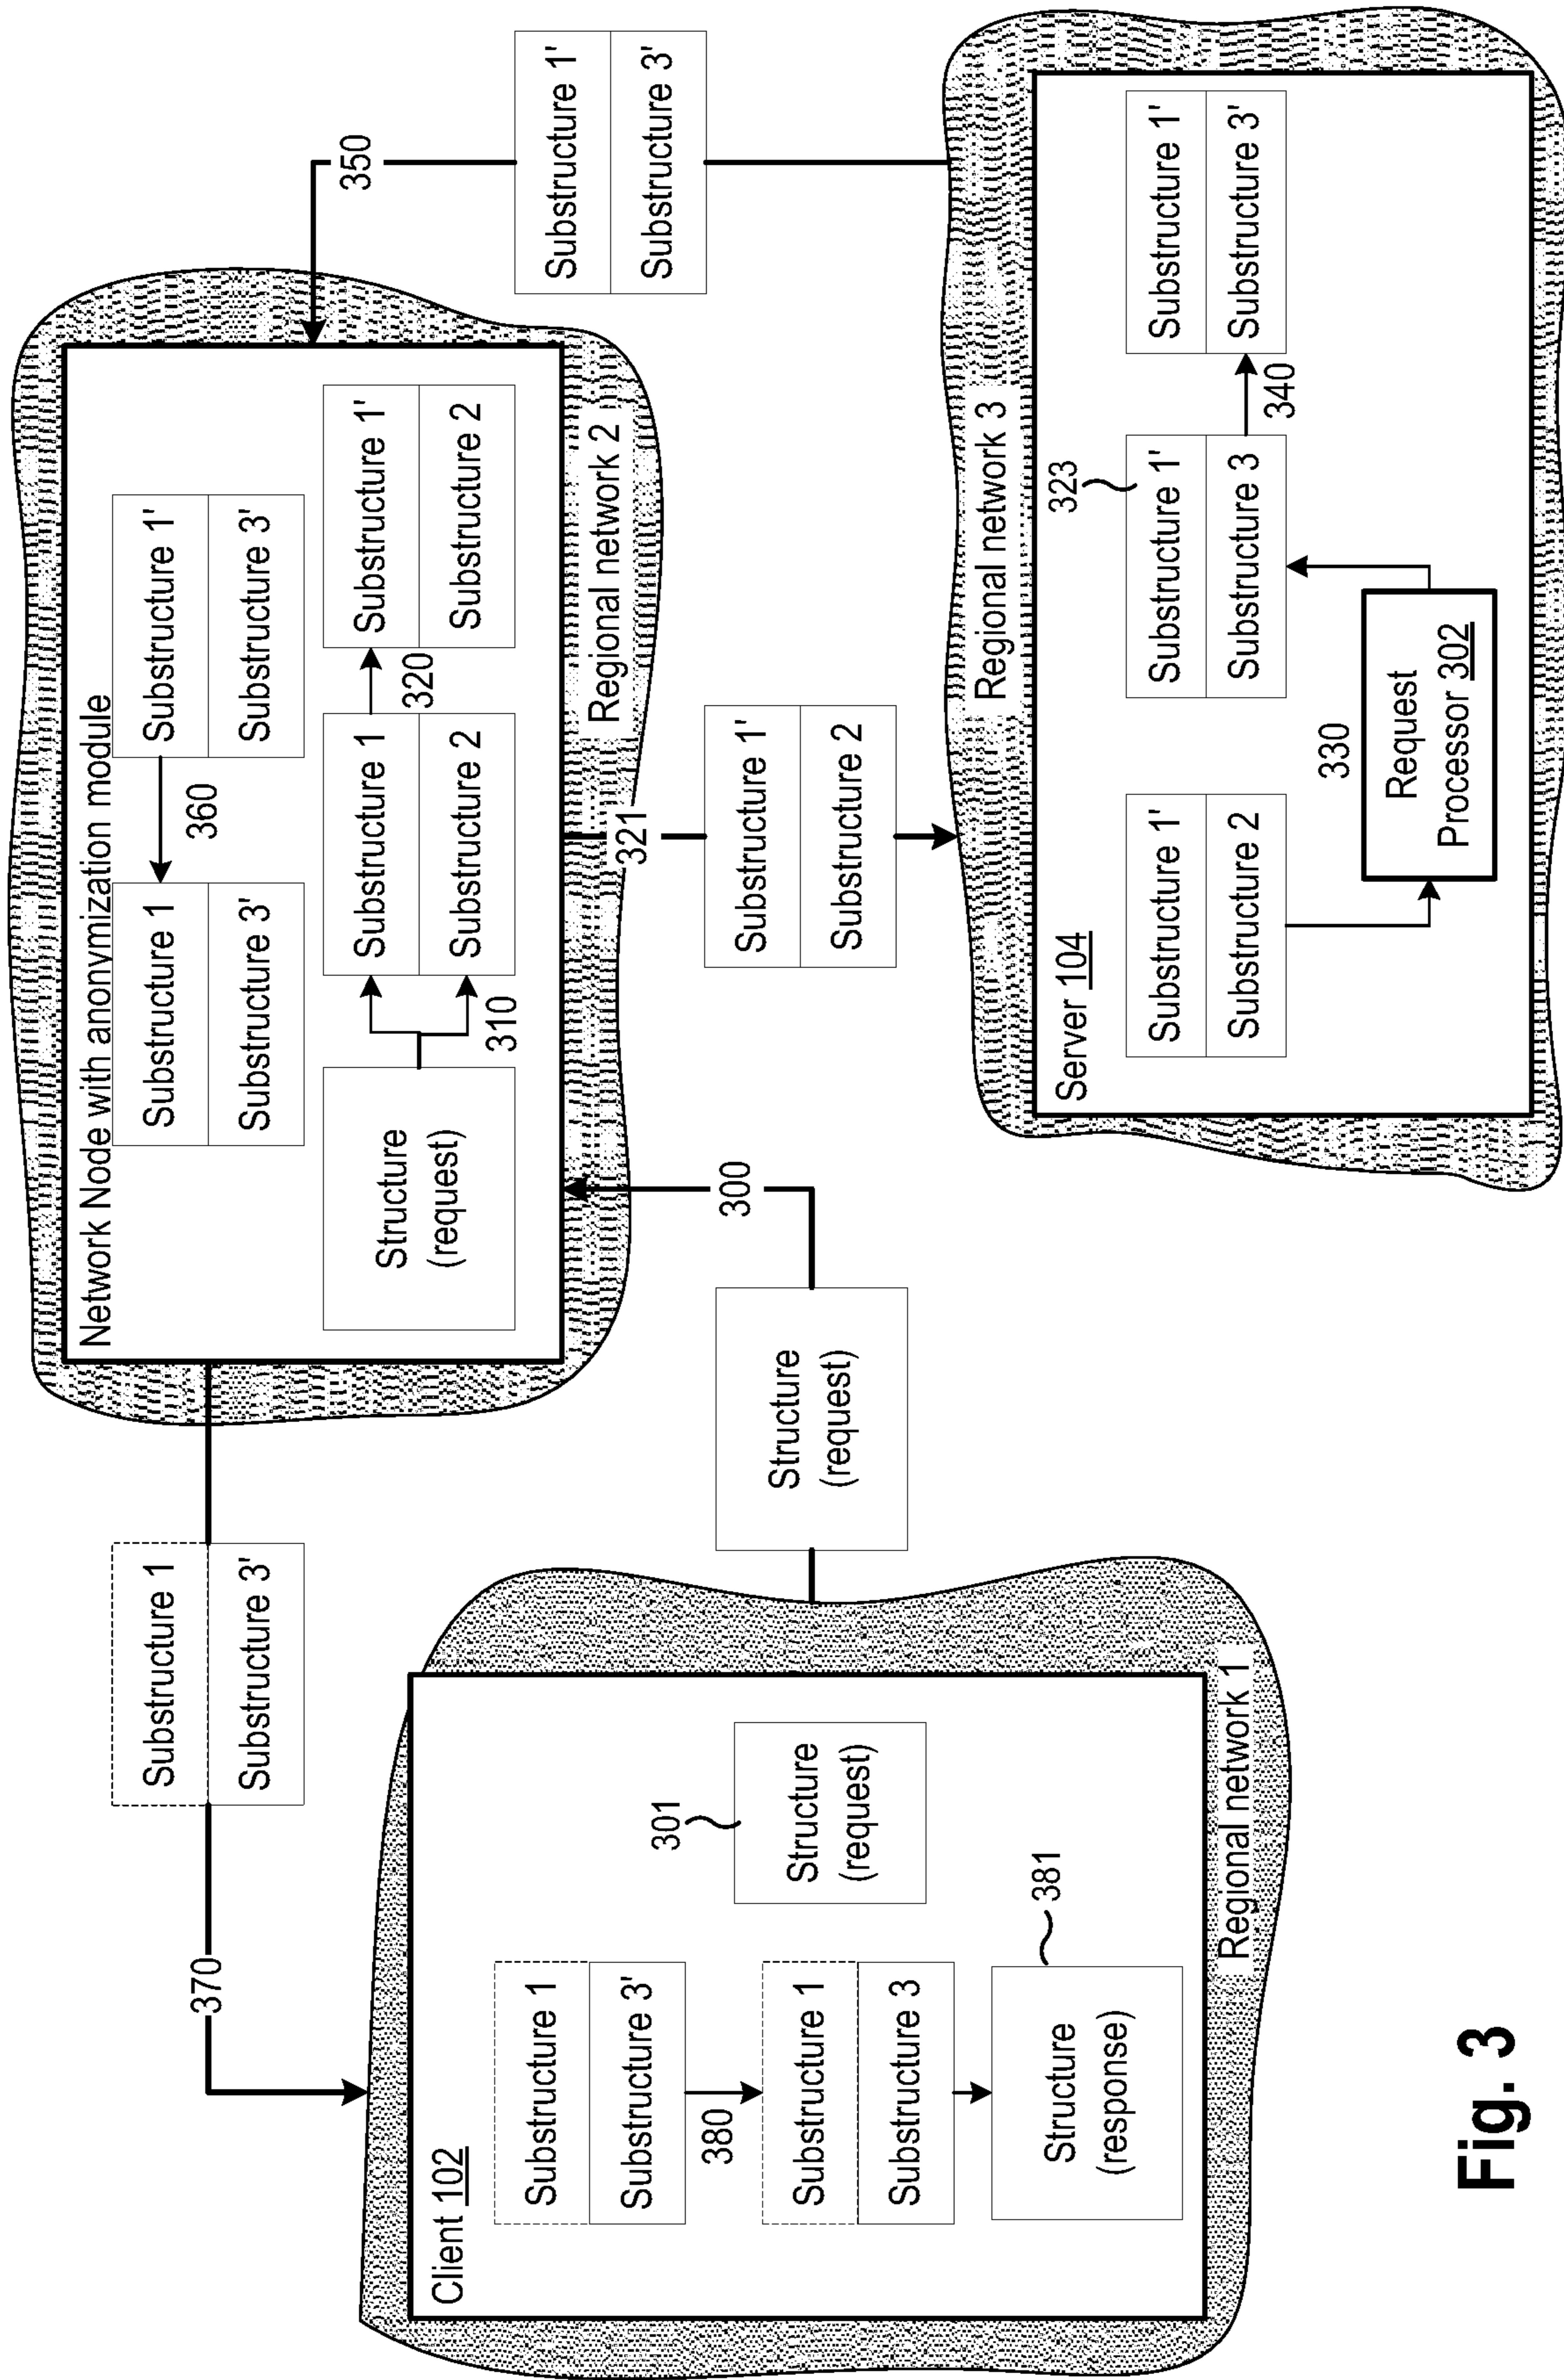 Network Node with anonymization module
Substructure 1
Substructure 3'
360
Substructure 1'
Substructure 3'
Structure
(request)
310
Substructure 1
Substructure 2
320
Substructure 1'
Substructure 2
Regional network 2
350
Substructure 1'
Substructure 3'
370
Substructure 1
Substructure 3'
Client 102
Substructure 1
Substructure 3'
380
Substructure 1
Substructure 3
Structure
(response)
381
301
Structure
(request)
Regional network 1
Structure
(request)
300
321
Substructure 1'
Substructure 2
Regional network 3
Server 104
Substructure 1'
Substructure 2
330
Request
Processor 302
323
Substructure 1'
Substructure 3
340
Substructure 1'
Substructure 3'
Fig. 3